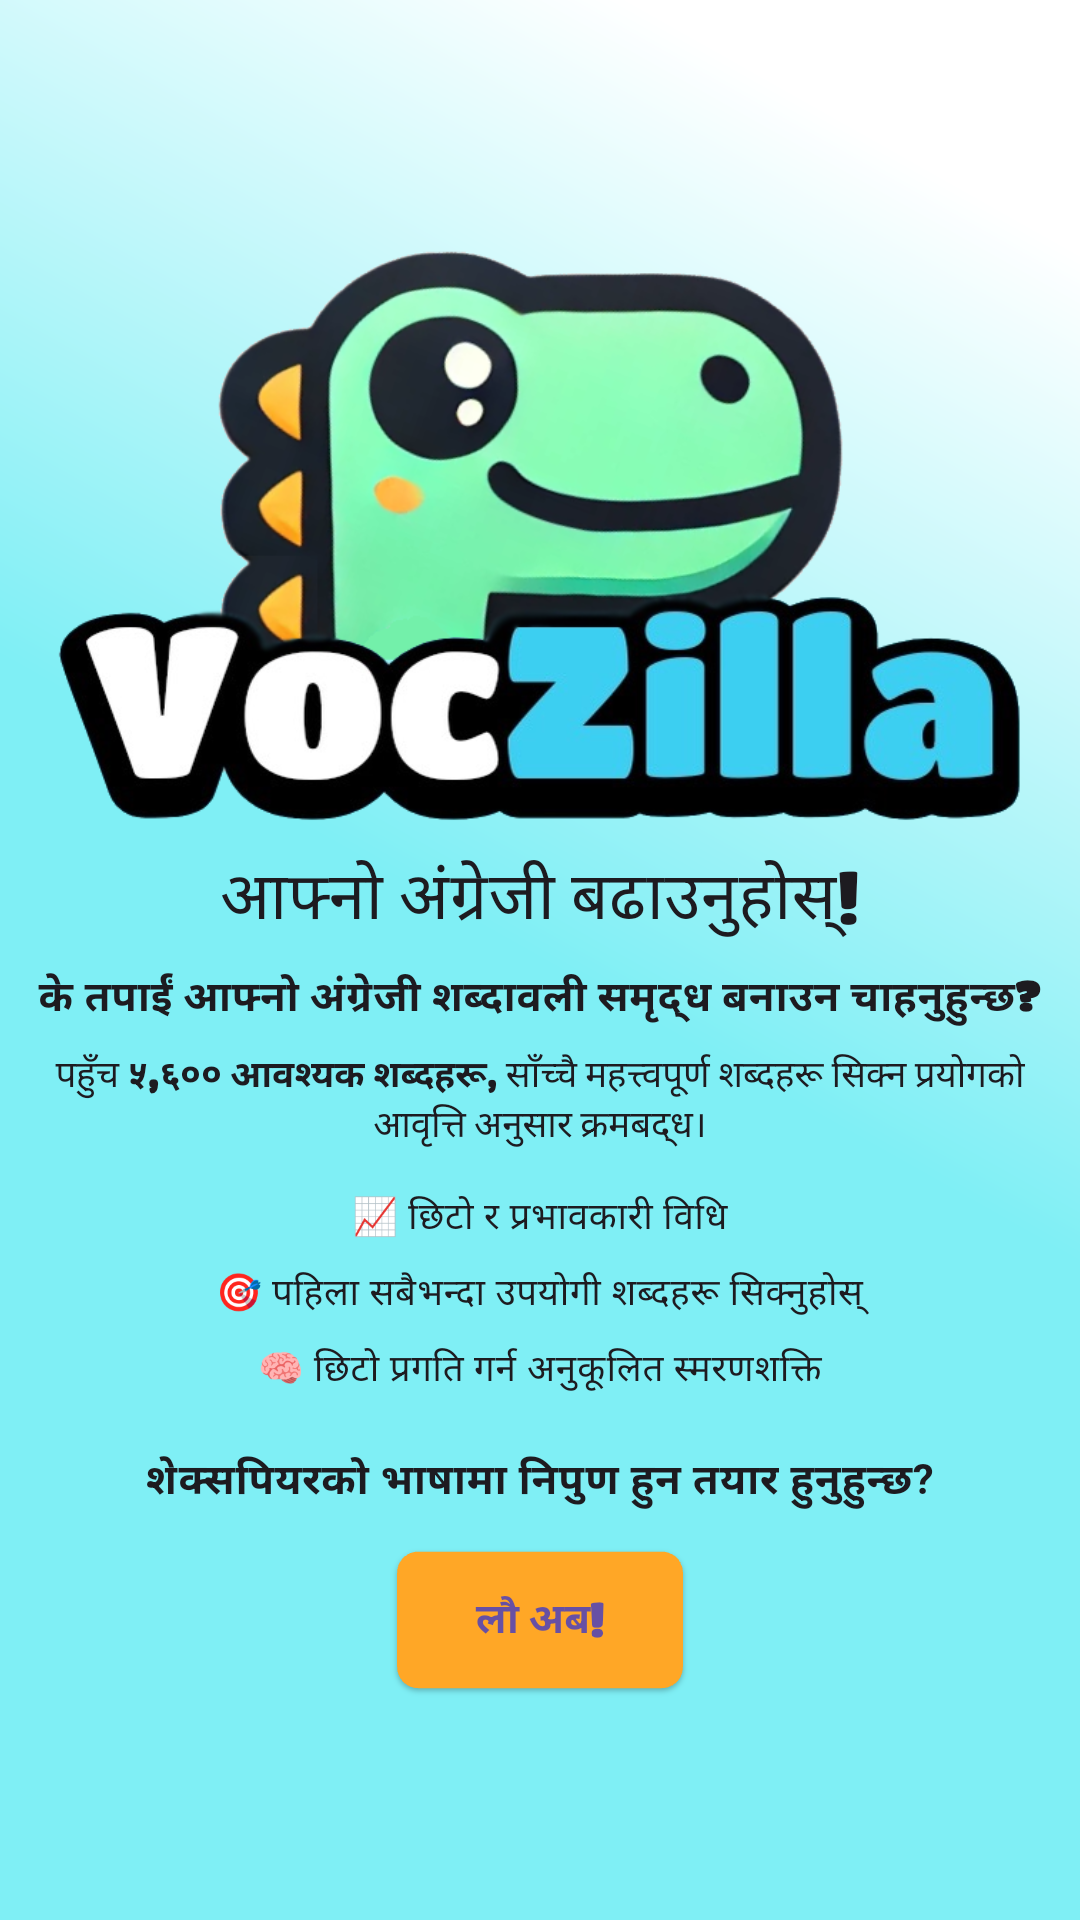 VocZilla
आफ्नो अंग्रेजी बढाउनुहोस्!
के तपाईं आफ्नो अंग्रेजी शब्दावली समृद्ध बनाउन चाहनुहुन्छ?
पहुँच ५,६०० आवश्यक शब्दहरू, साँच्चै महत्त्वपूर्ण शब्दहरू सिक्न प्रयोगको
आवृत्ति अनुसार क्रमबद्ध।
📈 छिटो र प्रभावकारी विधि
🎯 पहिला सबैभन्दा उपयोगी शब्दहरू सिक्नुहोस्
🧠 छिटो प्रगति गर्न अनुकूलित स्मरणशक्ति
शेक्सपियरको भाषामा निपुण हुन तयार हुनुहुन्छ?
लौ अब!